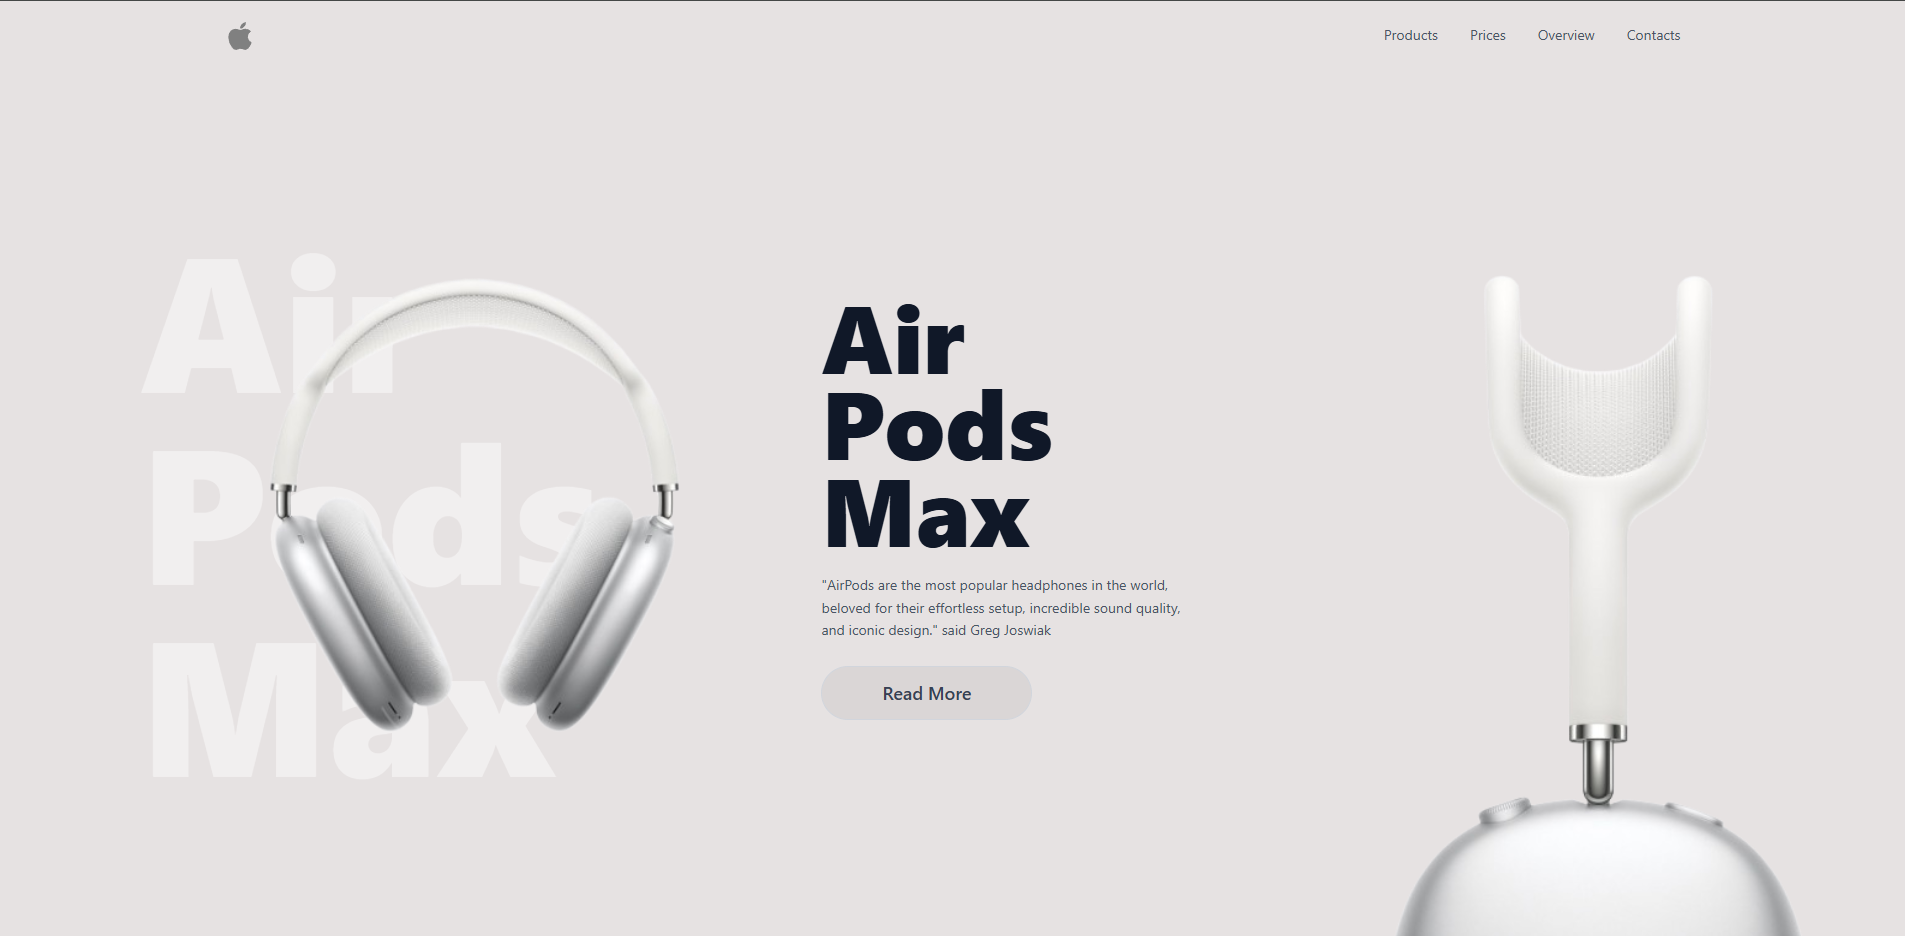 Products Prices Overview Contacts
Air
Pods
Max
Air
Pods
Max
"AirPods are the most popular headphones in the world,
beloved for their effortless setup, incredible sound quality,
and iconic design." said Greg Joswiak
Read More